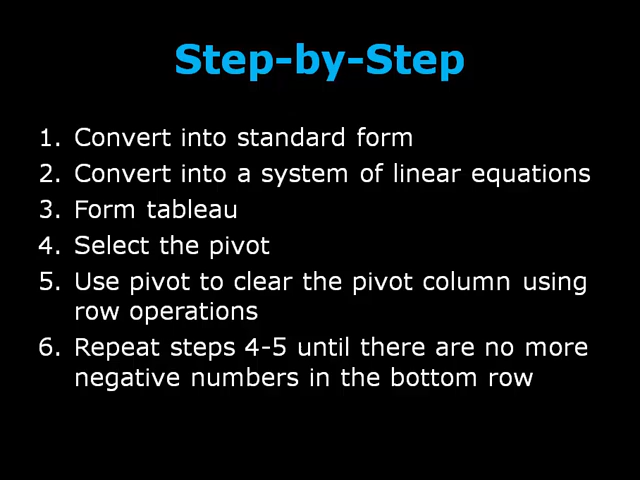 Step-by-Step
1. Convert into standard form
2. Convert into a system of linear equations
3. Form tableau
4. Select the pivot
5. Use pivot to clear the pivot column using
row operations
6. Repeat steps 4-5 until there are no more
negative numbers in the bottom row